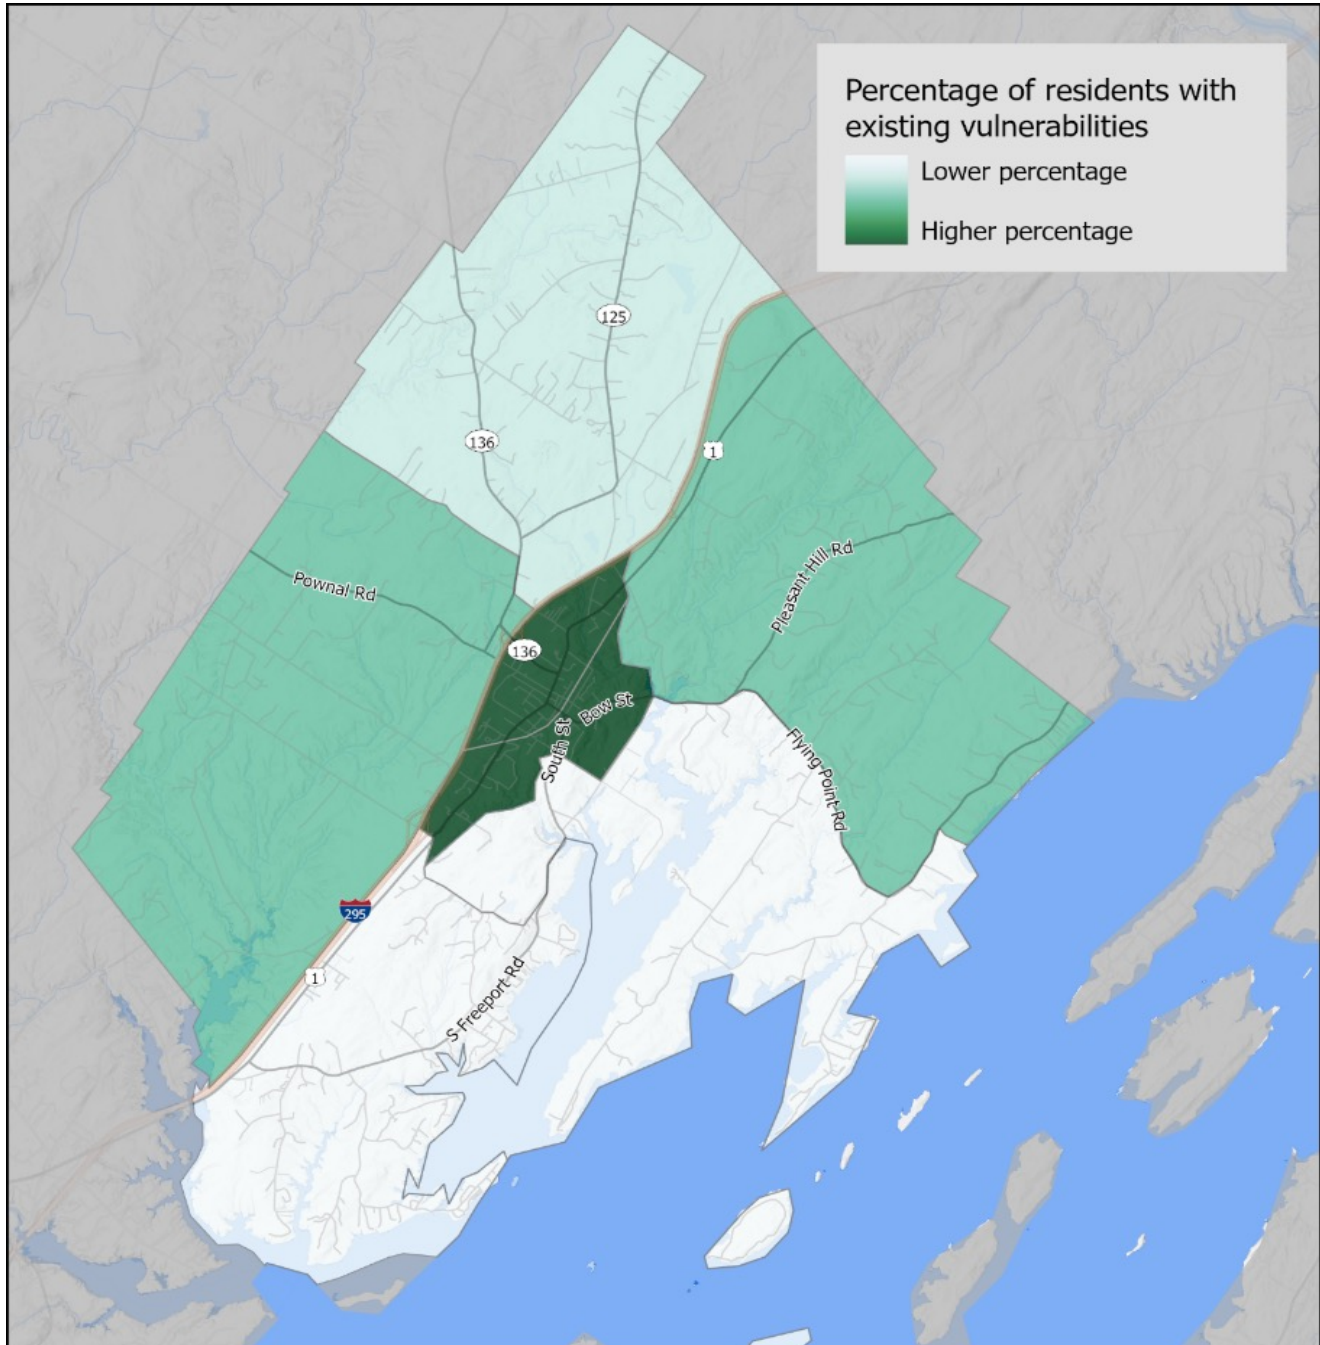 Percentage of residents with
existing vulnerabilities
Lower percentage
Higher percentage
125
136
1
Pownal Rd
Pleasant Hill Rd
136
Bow St
South St
Flying Point Rd
295
1
S Freeport Rd